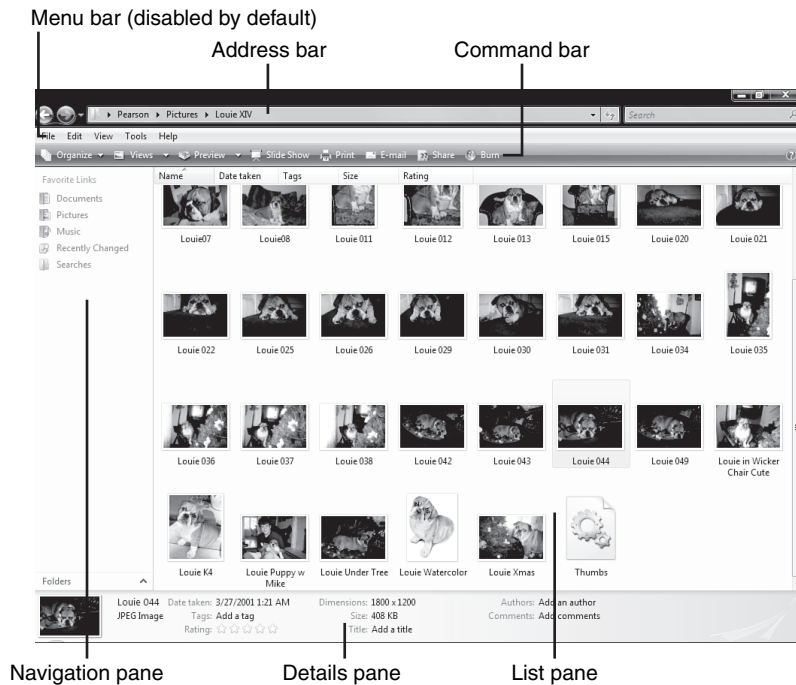 Menu bar (disabled by default)
Address bar
Command bar
Pearson Pictures Louie XIV
Search
File Edit View Tools Help
Organize Views Preview Slide Show Print E-mail Share Burn
Favorite Links
Documents
Pictures
Music
Recently Changed
Searches
Name Date taken Tags Size Rating
Louie07 Louie08 Louie 011 Louie 012 Louie 013 Louie 015 Louie 020 Louie 021
Louie 022 Louie 025 Louie 026 Louie 029 Louie 030 Louie 031 Louie 034 Louie 035
Louie 036 Louie 037 Louie 038 Louie 042 Louie 043 Louie 044 Louie 049 Louie in Wicker
Chair Cute
Louie K4 Louie Puppy w Louie Under Tree Louie Watercolor Louie Xmas Thumbs
Mike
Folders
Louie 044 Date taken: 3/27/2001 1:21 AM Dimensions: 1800 x 1200 Authors: Add an author
JPEG Image Tags: Add a tag Size: 408 KB Comments: Add comments
Rating: Title: Add a title
Navigation pane
Details pane
List pane